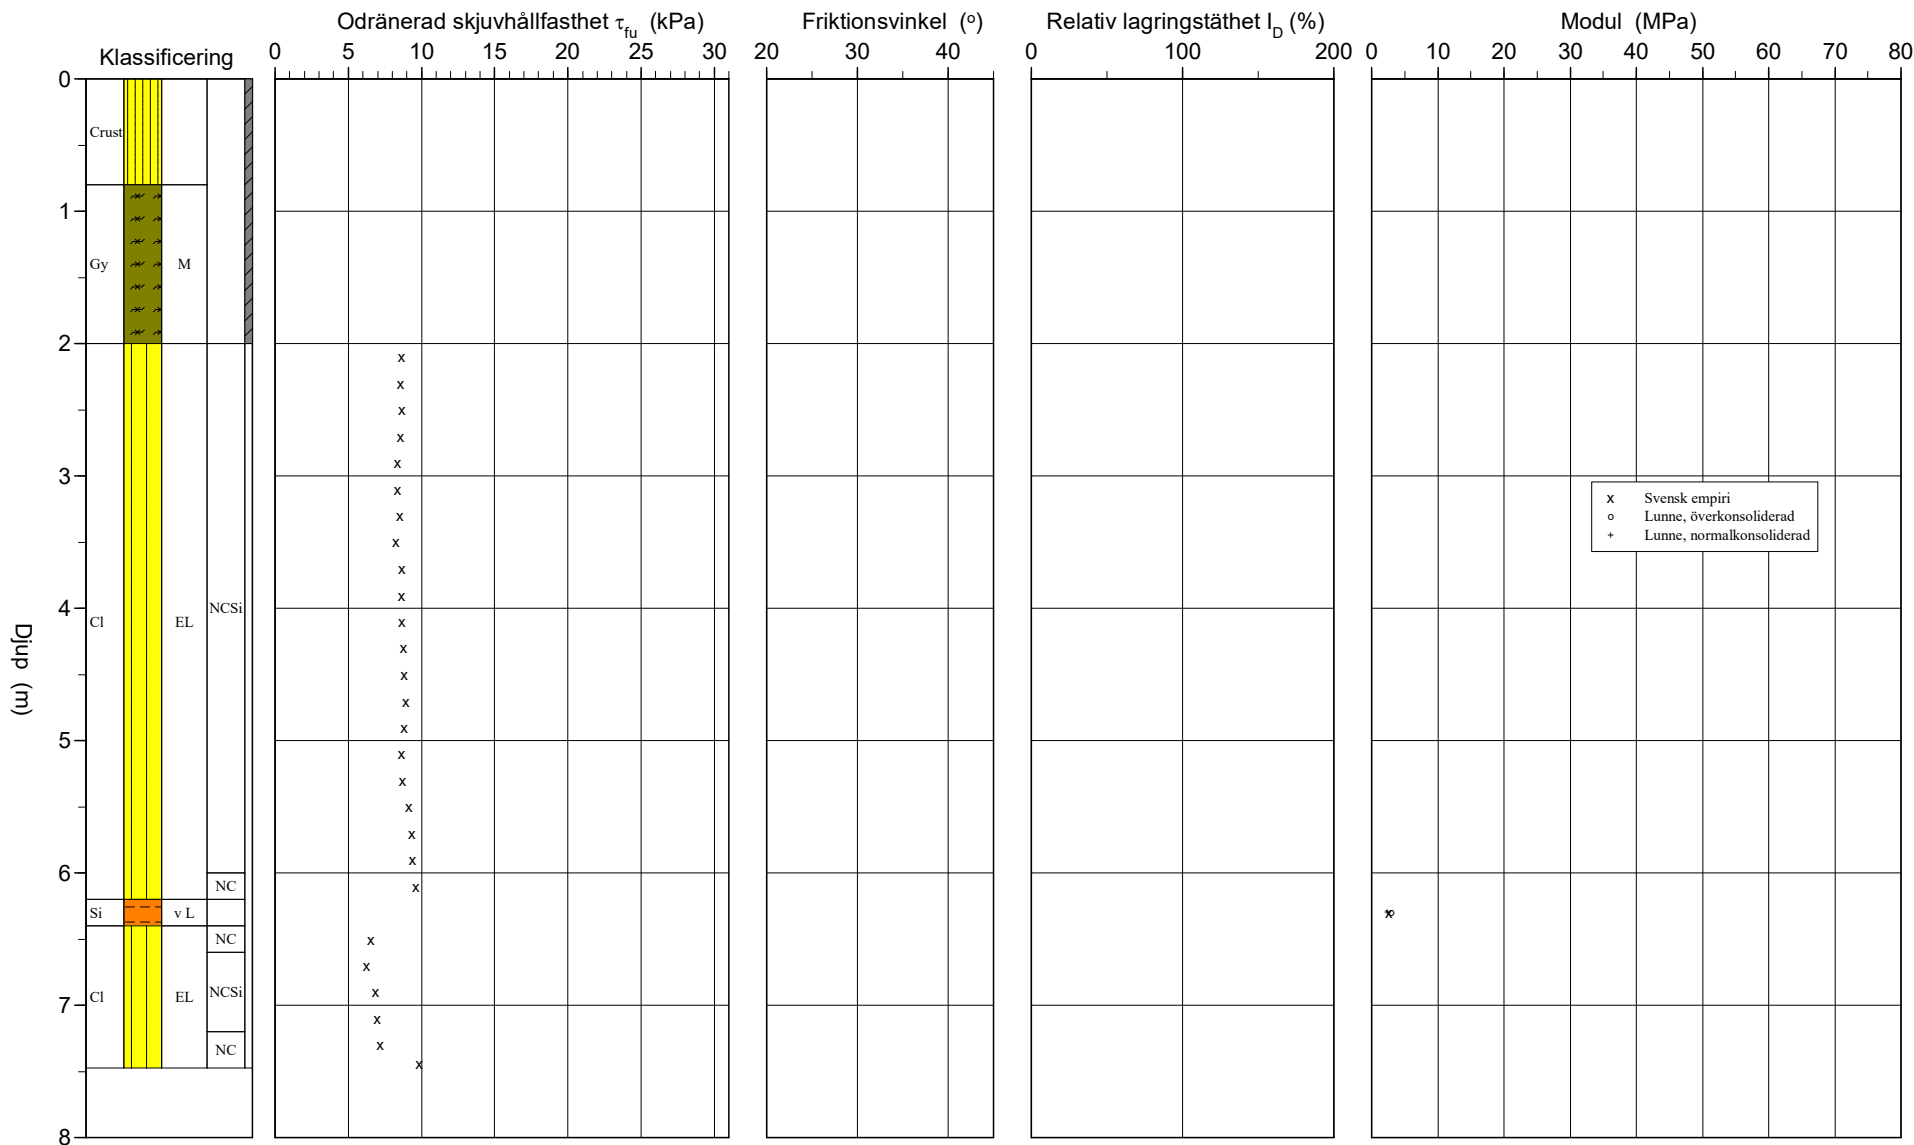 Odränerad skjuvhållfasthet τfu (kPa)
Friktionsvinkel (o)
Relativ lagringstäthet ID (%)
Modul (MPa)
Klassificering
0 5 10 15 20 25 30
20 30 40
0 100 200
0 10 20 30 40 50 60 70 80
Djup (m)
0
1
2
3
4
5
6
7
8
Crust
Gy M
Cl EL NCSi
NC
Si v L
NC
Cl EL NCSi
NC
x Svensk empiri
o Lunne, överkonsoliderad
+ Lunne, normalkonsoliderad